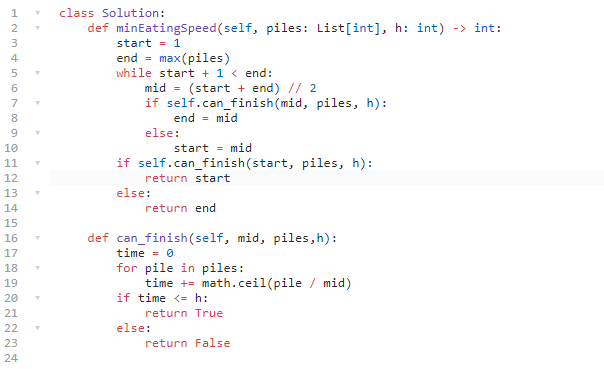 1 class Solution:
2     def minEatingSpeed(self, piles: List[int], h: int) -> int:
3         start = 1
4         end = max(piles)
5         while start + 1 < end:
6             mid = (start + end) // 2
7             if self.can_finish(mid, piles, h):
8                 end = mid
9             else:
10                 start = mid
11         if self.can_finish(start, piles, h):
12             return start
13         else:
14             return end
15
16     def can_finish(self, mid, piles,h):
17         time = 0
18         for pile in piles:
19             time += math.ceil(pile / mid)
20         if time <= h:
21             return True
22         else:
23             return False
24